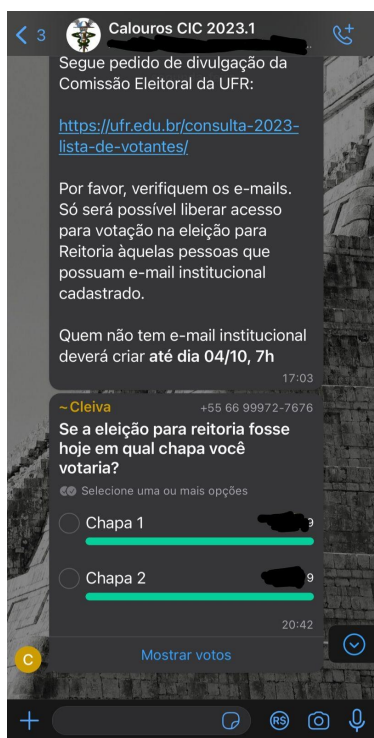 3
Calouros CIC 2023.1
Segue pedido de divulgação da
Comissão Eleitoral da UFR:
https://ufr.edu.br/consulta-2023-
lista-de-votantes/
Por favor, verifiquem os e-mails.
Só será possível liberar acesso
para votação na eleição para
Reitoria àquelas pessoas que
possuam e-mail institucional
cadastrado.
Quem não tem e-mail institucional
deverá criar até dia 04/10, 7h
17:03
~Cleiva +55 66 99972-7676
Se a eleição para reitoria fosse
hoje em qual chapa você
votaria?
Selecione uma ou mais opções
Chapa 1 9
Chapa 2 9
20:42
Mostrar votos
C
RS